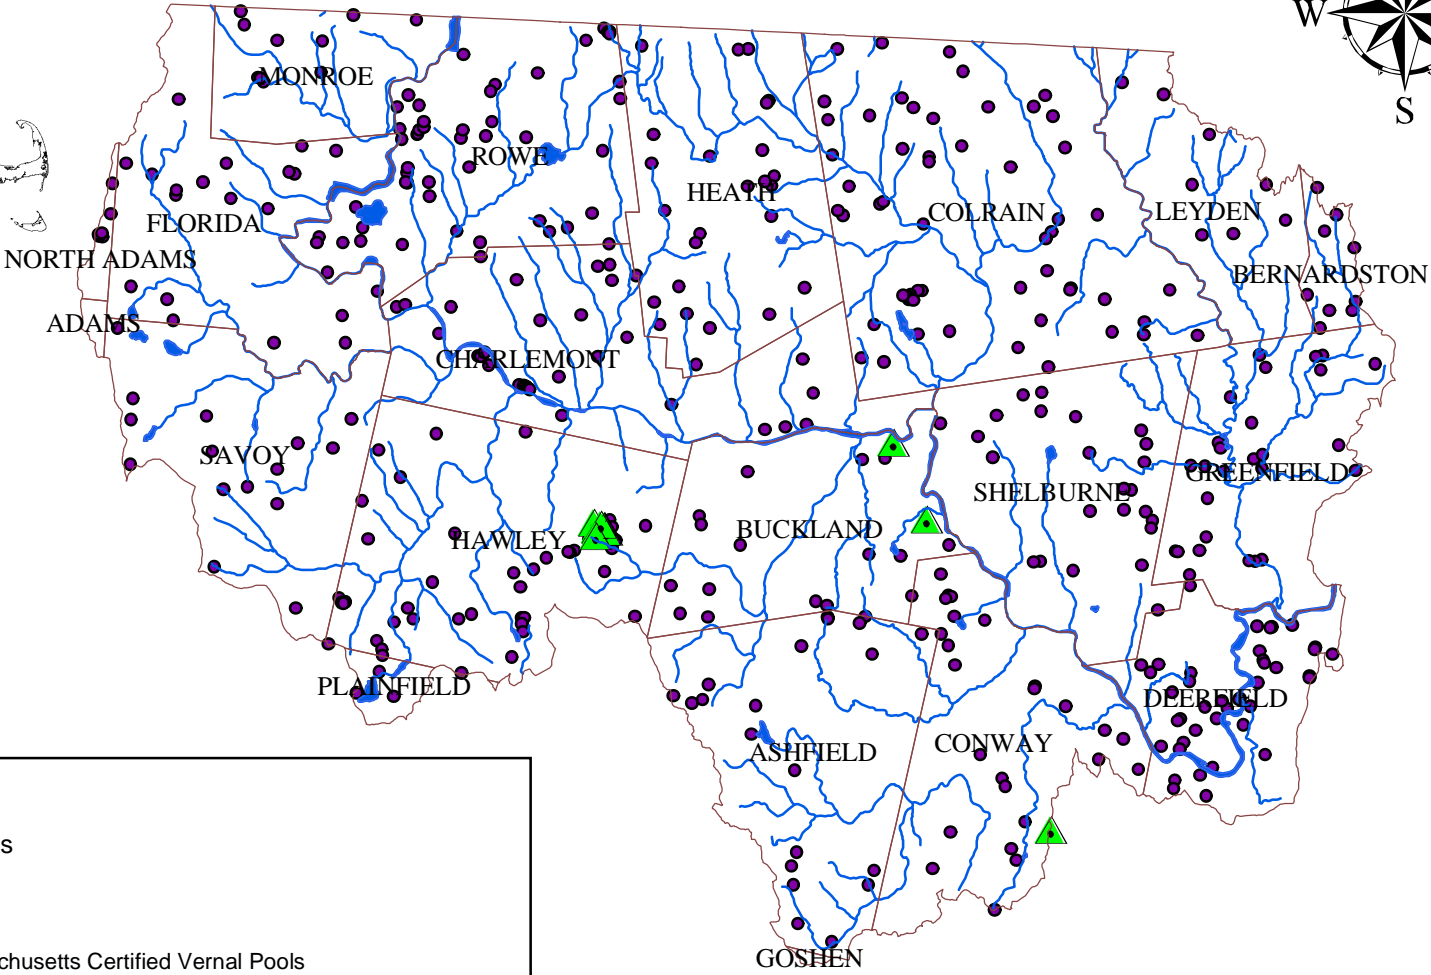 W
S
MONROE
ROWE
HEATH
COLRAIN
LEYDEN
FLORIDA
NORTH ADAMS
BERNARDSTON
ADAMS
CHARLEMONT
SAVOY
GREENFIELD
SHELBURNE
HAWLEY
BUCKLAND
PLAINFIELD
DEERFIELD
ASHFIELD
CONWAY
GOSHEN
s
chusetts Certified Vernal Pools